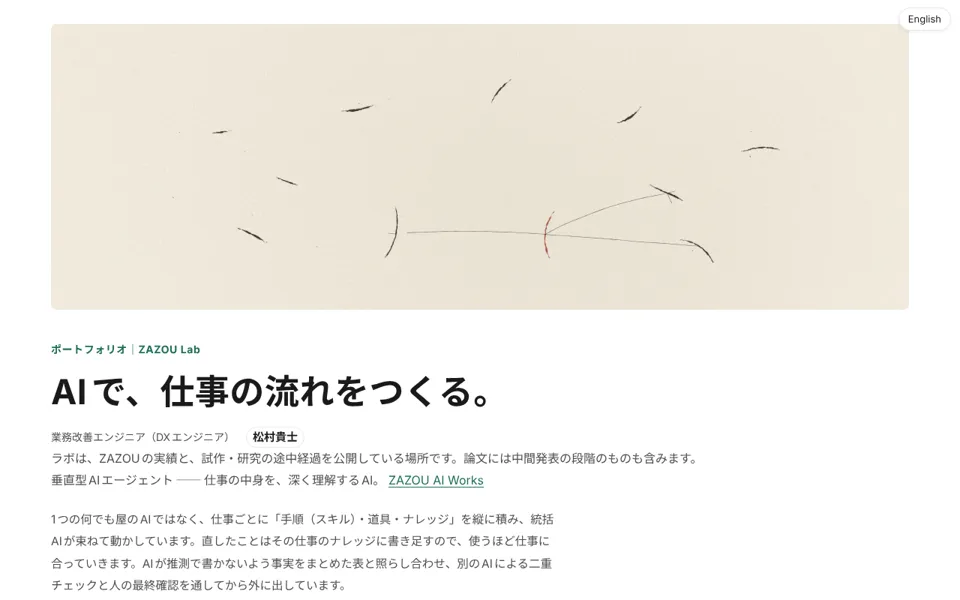 English
ポートフォリオ｜ZAZOU Lab
AIで、仕事の流れをつくる。
業務改善エンジニア（DXエンジニア） 松村貴士
ラボは、ZAZOUの実績と、試作・研究の途中経過を公開している場所です。論文には中間発表の段階のものも含みます。
垂直型AIエージェント ―― 仕事の中身を、深く理解するAI。 ZAZOU AI Works
1つの何でも屋のAIではなく、仕事ごとに「手順（スキル）・道具・ナレッジ」を縦に積み、統括
AIが束ねて動かしています。直したことはその仕事のナレッジに書き足すので、使うほど仕事に
合っていきます。AIが推測で書かないよう事実をまとめた表と照らし合わせ、別のAIによる二重
チェックと人の最終確認を通してから外に出しています。